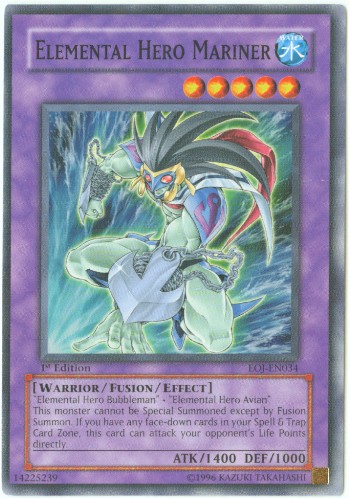 ELEMENTAL HERO MARINER
WATER
水
1st Edition
EOJ-EN034
[WARRIOR/FUSION/EFFECT]
"Elemental Hero Bubbleman" - "Elemental Hero Avian"
This monster cannot be Special Summoned except by Fusion
Summon. If you have any face-down cards in your Spell & Trap
Card Zone, this card can attack your opponent's Life Points
directly.
ATK/1400 DEF/1000
14225239
©1996 KAZUKI TAKAHASHI